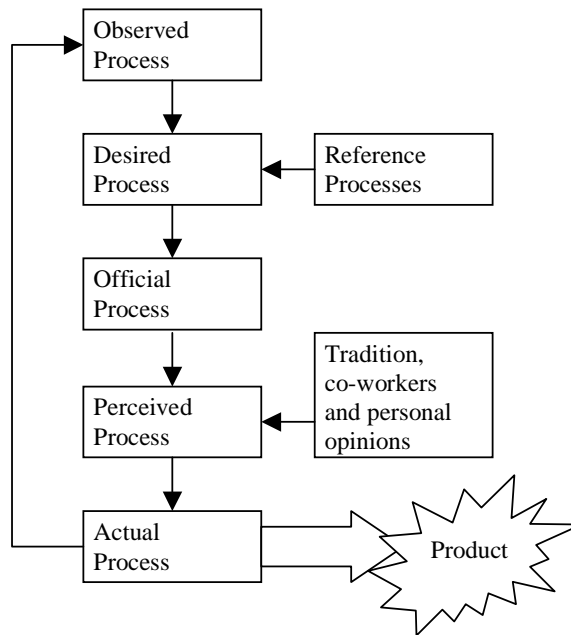 Observed
Process
Desired
Process
Reference
Processes
Official
Process
Perceived
Process
Tradition,
co-workers
and personal
opinions
Actual
Process
Product